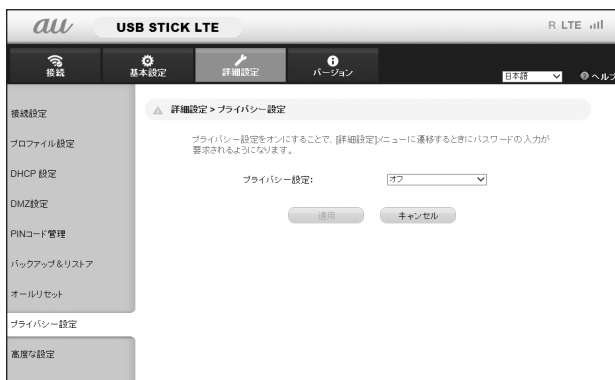 au USB STICK LTE R LTE
接続 基本設定 詳細設定 バージョン 日本語 ヘルプ
詳細設定 > プライバシー設定
プライバシー設定をオンにすることで、[詳細設定]メニューに遷移するときにパスワードの入力が
要求されるようになります。
プライバシー設定: オフ
適用 キャンセル
接続設定
プロファイル設定
DHCP 設定
DMZ設定
PINコード管理
バックアップ&リストア
オールリセット
プライバシー設定
高度な設定